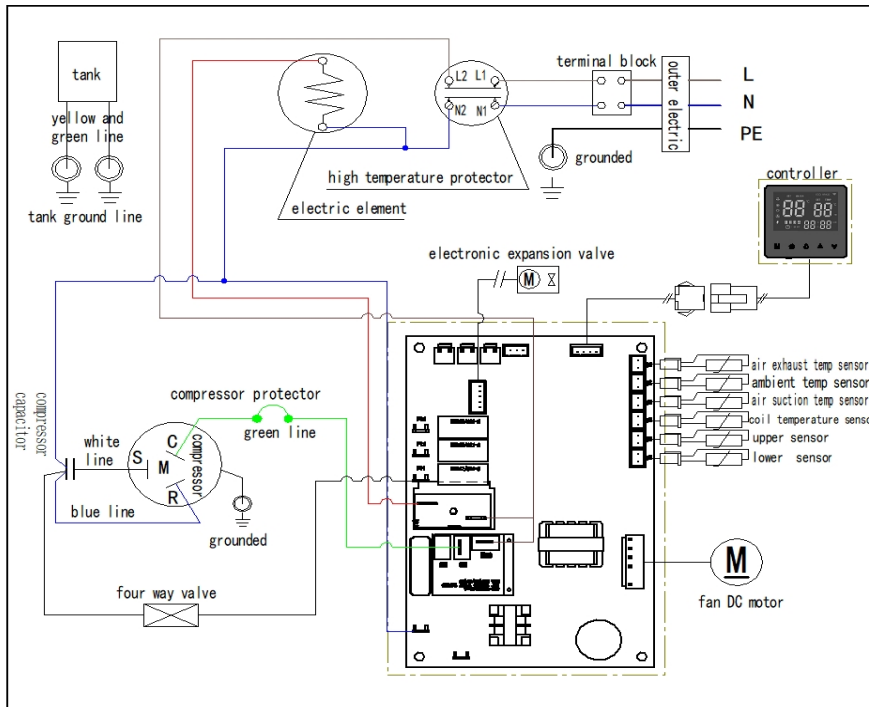 tank
yellow and
green line
tank ground line
L2 L1
N2 N1
terminal block
outer electric
L
N
PE
grounded
high temperature protector
electric element
controller
88 88
88 88
electronic expansion valve
M
air exhaust temp sensor
ambient temp sensor
air suction temp sensor
coil temperature senso
upper sensor
lower sensor
compressor protector
green line
compressor
capacitor
white
line
S
C
M
R
compressor
blue line
grounded
four way valve
M
fan DC motor